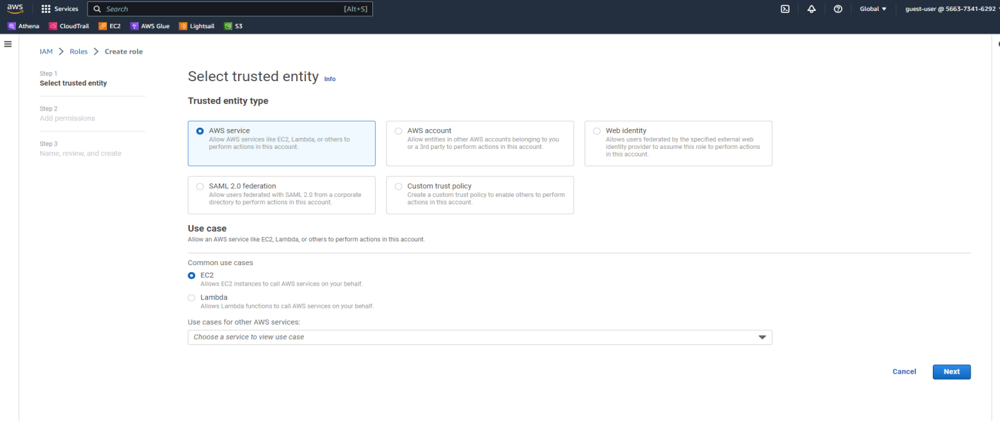 aws
Services
Search
[Alt+S]
Global
guest-user @ 5663-7341-6292
Athena
CloudTrail
EC2
AWS Glue
Lightsail
S3
IAM
Roles
Create role
Step 1
Select trusted entity
Step 2
Add permissions
Step 3
Name, review, and create
Select trusted entity Info
Trusted entity type
AWS service
Allow AWS services like EC2, Lambda, or others to
perform actions in this account.
AWS account
Allow entities in other AWS accounts belonging to you
or a 3rd party to perform actions in this account.
Web identity
Allows users federated by the specified external web
identity provider to assume this role to perform actions
in this account.
SAML 2.0 federation
Allow users federated with SAML 2.0 from a corporate
directory to perform actions in this account.
Custom trust policy
Create a custom trust policy to enable others to perform
actions in this account.
Use case
Allow an AWS service like EC2, Lambda, or others to perform actions in this account.
Common use cases
EC2
Allows EC2 instances to call AWS services on your behalf.
Lambda
Allows Lambda functions to call AWS services on your behalf.
Use cases for other AWS services:
Choose a service to view use case
Cancel
Next